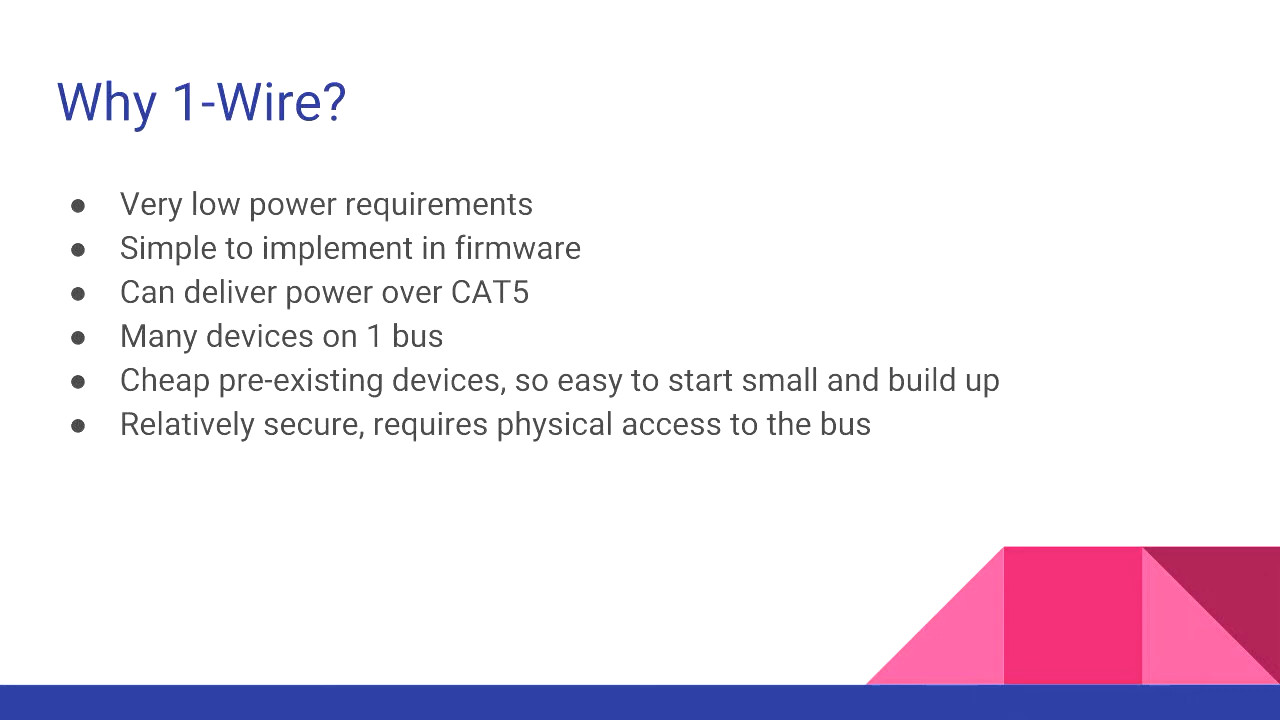 Why 1-Wire?
● Very low power requirements
● Simple to implement in firmware
● Can deliver power over CAT5
● Many devices on 1 bus
● Cheap pre-existing devices, so easy to start small and build up
● Relatively secure, requires physical access to the bus